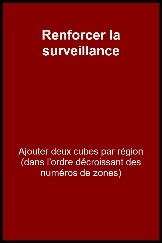 Renforcer la
surveillance
Ajouter deux cubes par région
(dans l'ordre décroissant des
numéros de zones)